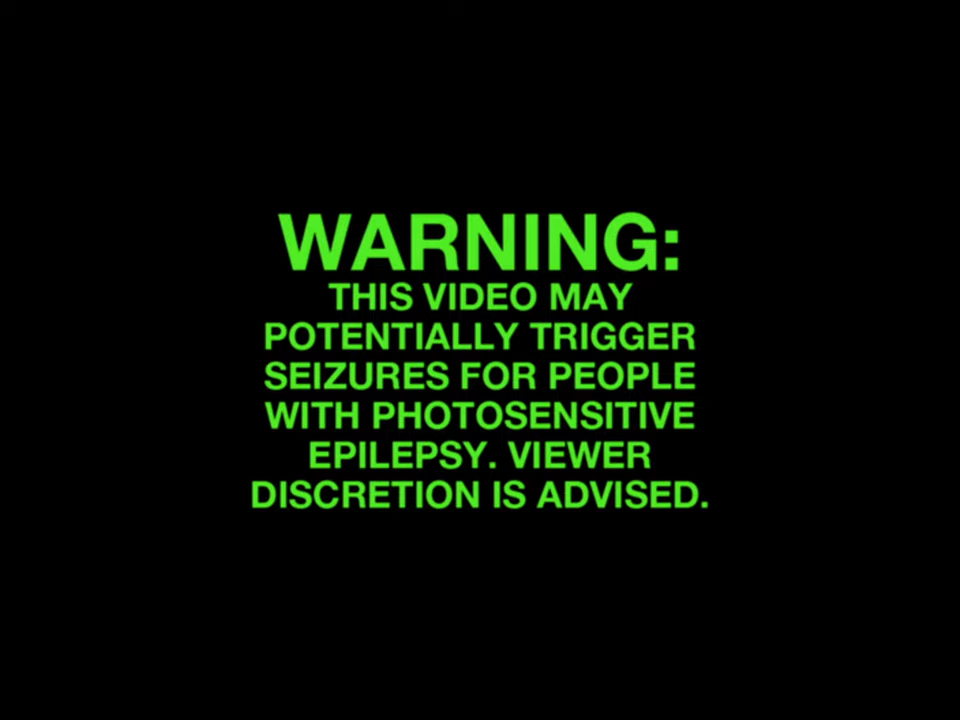 WARNING:
THIS VIDEO MAY
POTENTIALLY TRIGGER
SEIZURES FOR PEOPLE
WITH PHOTOSENSITIVE
EPILEPSY. VIEWER
DISCRETION IS ADVISED.